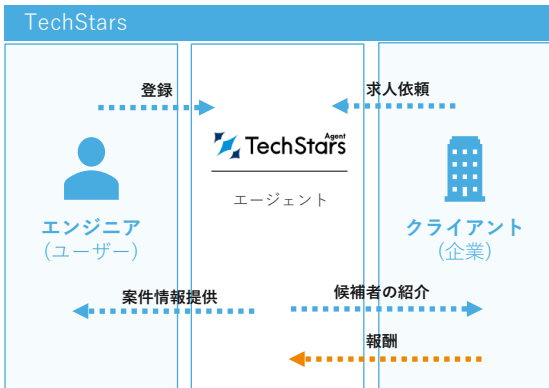 TechStars
登録
求人依頼
Agent
TechStars
エージェント
エンジニア
(ユーザー)
クライアント
(企業)
案件情報提供
候補者の紹介
報酬